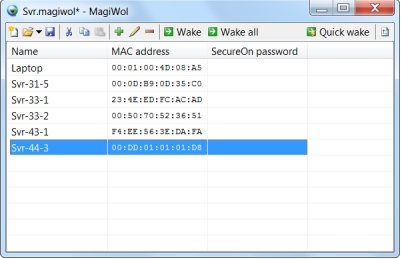 Svr.magiwol* - MagiWol
Wake Wake all Quick wake
Name MAC address SecureOn password
Laptop 00:01:00:4D:08:A5
Svr-31-5 00:0D:B9:0D:35:C0
Svr-33-1 23:4E:ED:FC:AC:AD
Svr-33-2 00:50:70:52:36:51
Svr-43-1 F4:EE:56:3E:DA:FA
Svr-44-3 00:DD:01:01:01:D8